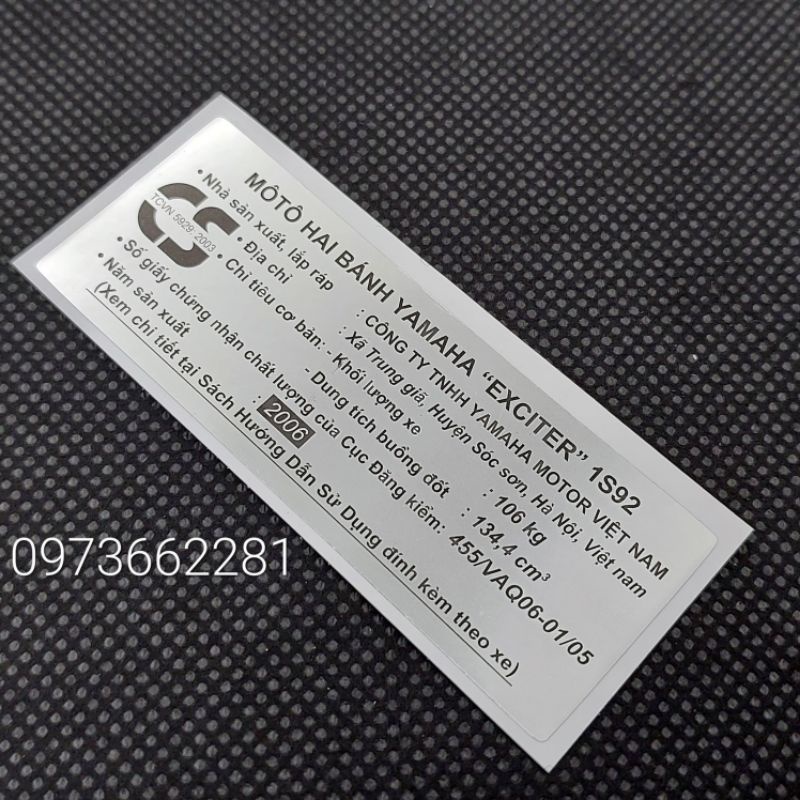 MÔTÔ HAI BÁNH YAMAHA “EXCITER” 1S92
CS
TCVN 5929: 2003
• Nhà sản xuất, lắp ráp : CÔNG TY TNHH YAMAHA MOTOR VIỆT NAM
• Địa chỉ : Xã Trung giã, Huyện Sóc sơn, Hà Nội, Việt nam
• Chỉ tiêu cơ bản: - Khối lượng xe : 106 kg
- Dung tích buồng đốt : 134,4 cm³
• Số giấy chứng nhận chất lượng của Cục Đăng kiểm: 455/VAQ06-01/05
• Năm sản xuất : 2006
(Xem chi tiết tại Sách Hướng Dẫn Sử Dụng đính kèm theo xe)
0973662281